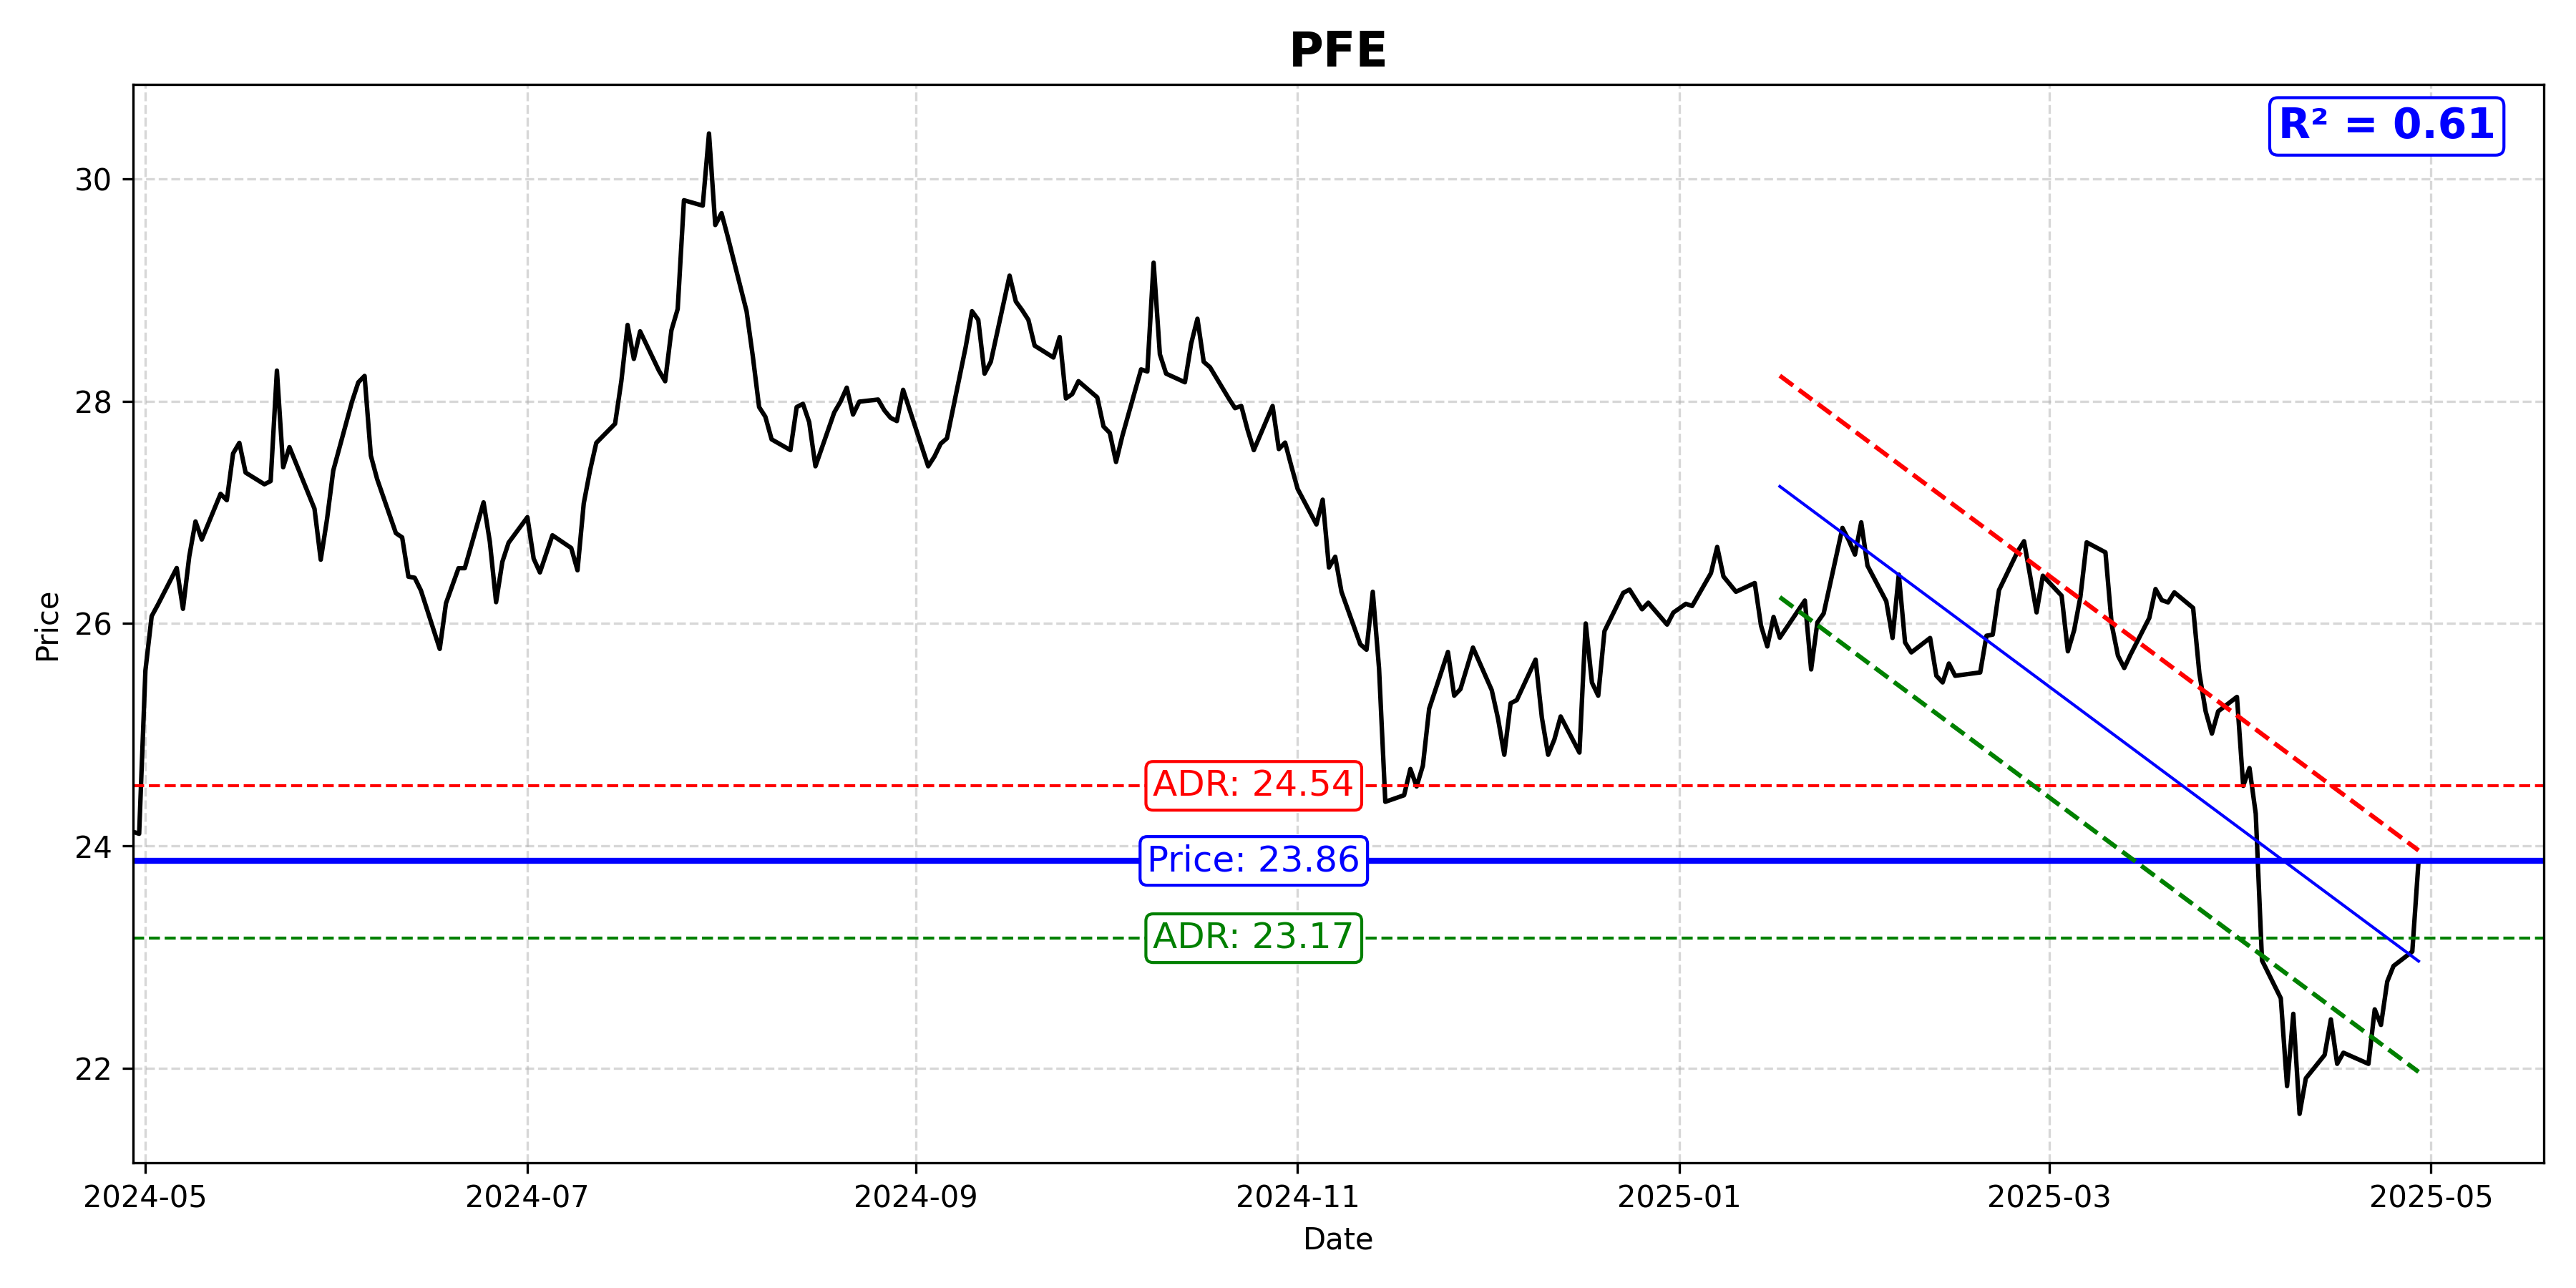 PFE
R² = 0.61
30
28
26
24
22
Price
ADR: 24.54
Price: 23.86
ADR: 23.17
2024-05
2024-07
2024-09
2024-11
2025-01
2025-03
2025-05
Date